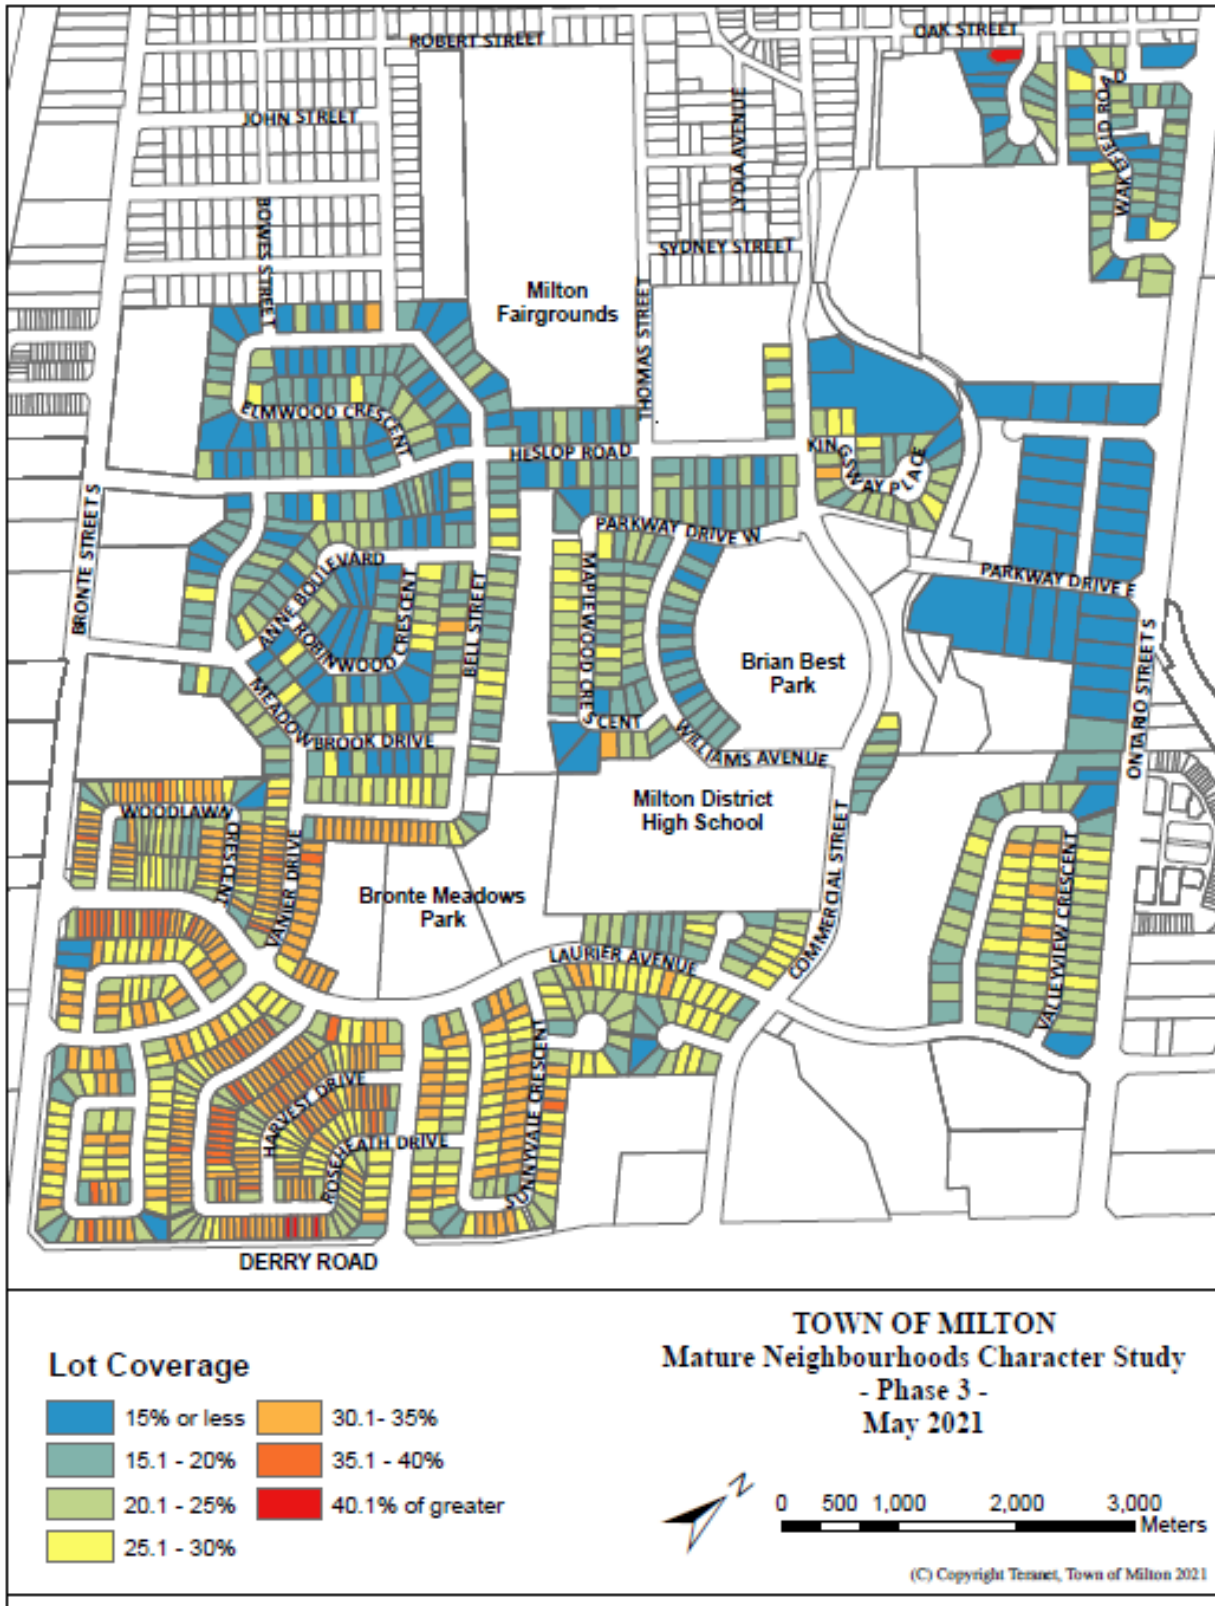 ROBERT STREET
OAK STREET
JOHN STREET
LYDIA AVENUE
WAKEFIELD ROAD
BOWES STREET
SYDNEY STREET
Milton
Fairgrounds
THOMAS STREET
ELMWOOD CRESCENT
HESLOP ROAD
KINGSWAY PLACE
BRONTE STREET S
PARKWAY DRIVE W
ANNE BOULEVARD
MAPLEWOOD CRESCENT
PARKWAY DRIVE E
ROBINWOOD CRESCENT
BELL STREET
Brian Best
Park
ONTARIO STREET S
MEADOWBROOK DRIVE
WILLIAMS AVENUE
WOODLAWN CRESCENT
Milton District
High School
VANIER DRIVE
COMMERCIAL STREET
VALLEYVIEW CRESCENT
Bronte Meadows
Park
LAURIER AVENUE
HARVEST DRIVE
SUNNYVALE CRESCENT
ROSEHEATH DRIVE
DERRY ROAD
Lot Coverage
15% or less
15.1 - 20%
20.1 - 25%
25.1 - 30%
30.1- 35%
35.1 - 40%
40.1% of greater
TOWN OF MILTON
Mature Neighbourhoods Character Study
- Phase 3 -
May 2021
N
0 500 1,000 2,000 3,000
Meters
(C) Copyright Teranet, Town of Milton 2021